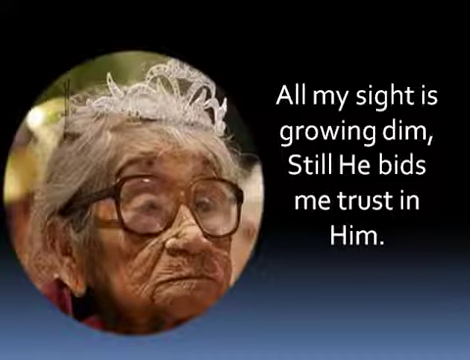 All my sight is
growing dim,
Still He bids
me trust in
Him.